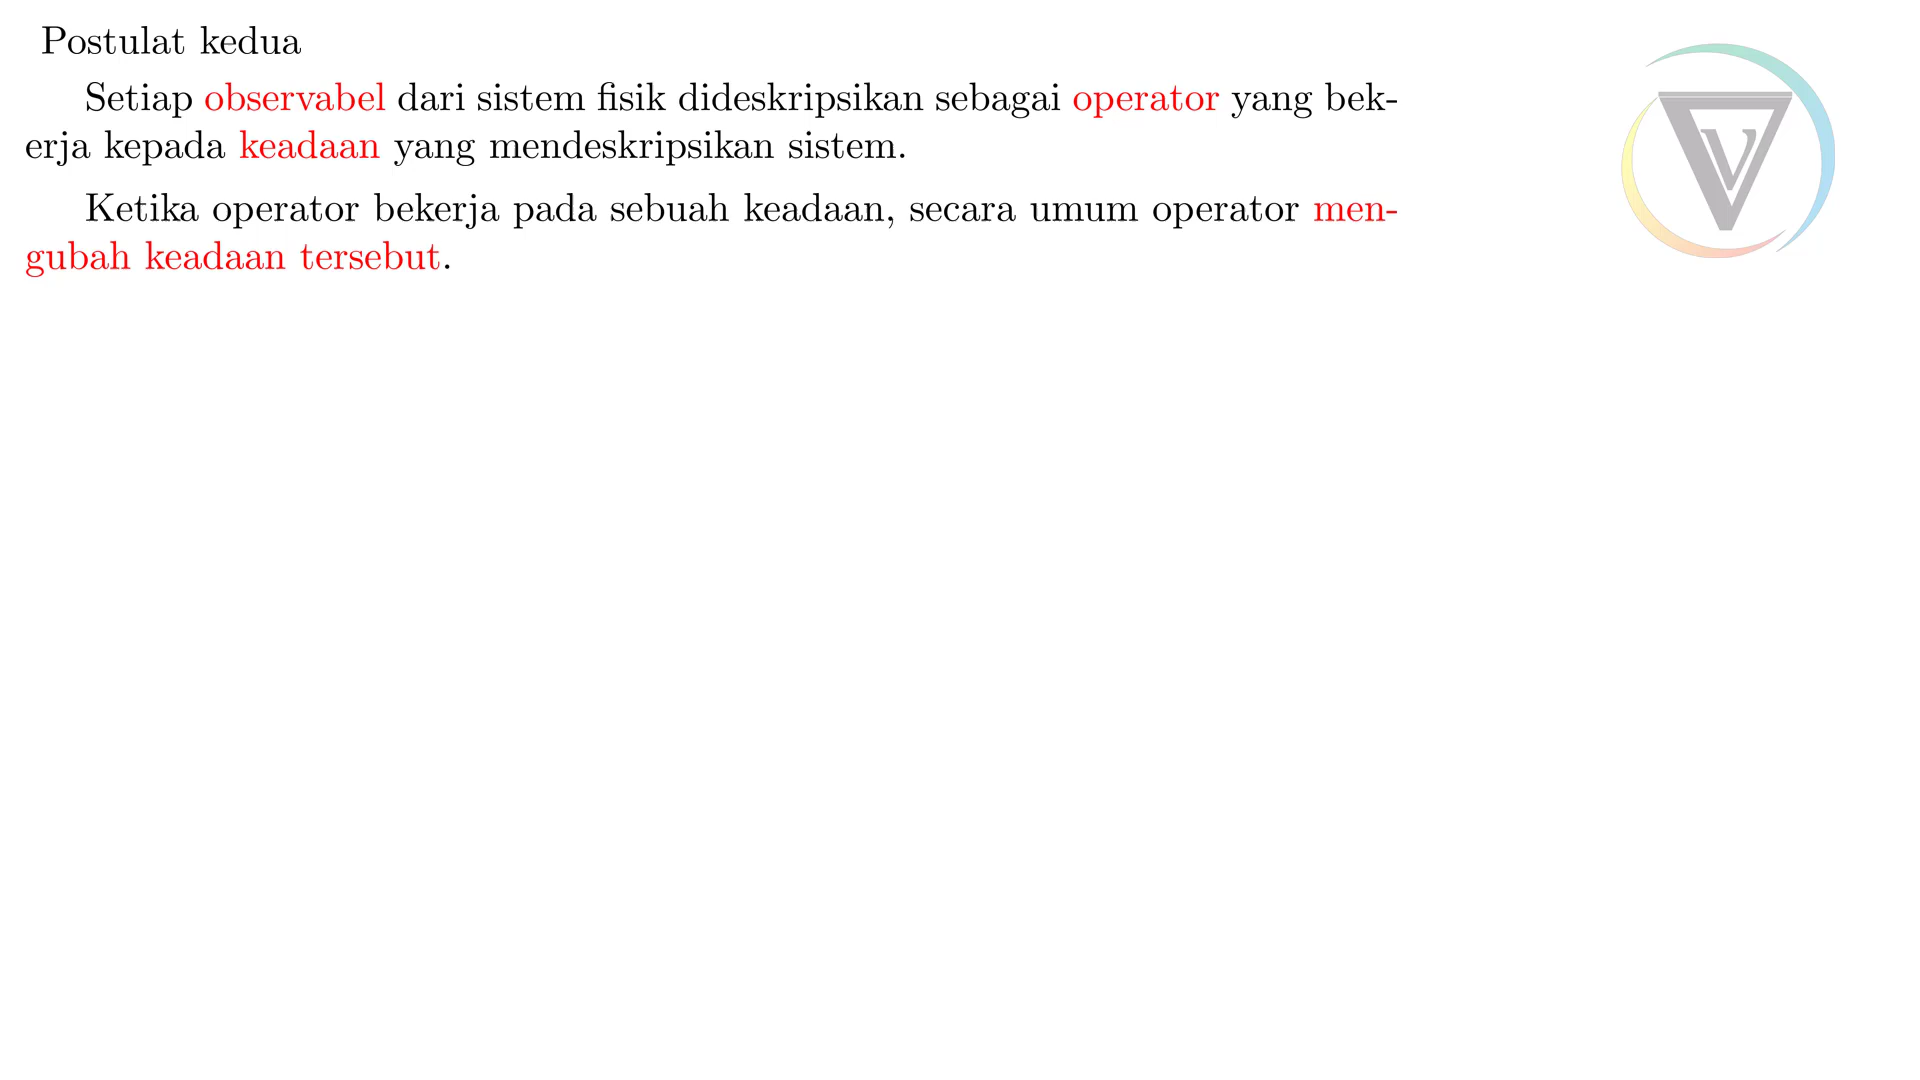 Postulat kedua
Setiap observabel dari sistem fisik dideskripsikan sebagai operator yang bek-
erja kepada keadaan yang mendeskripsikan sistem.
Ketika operator bekerja pada sebuah keadaan, secara umum operator men-
gubah keadaan tersebut.